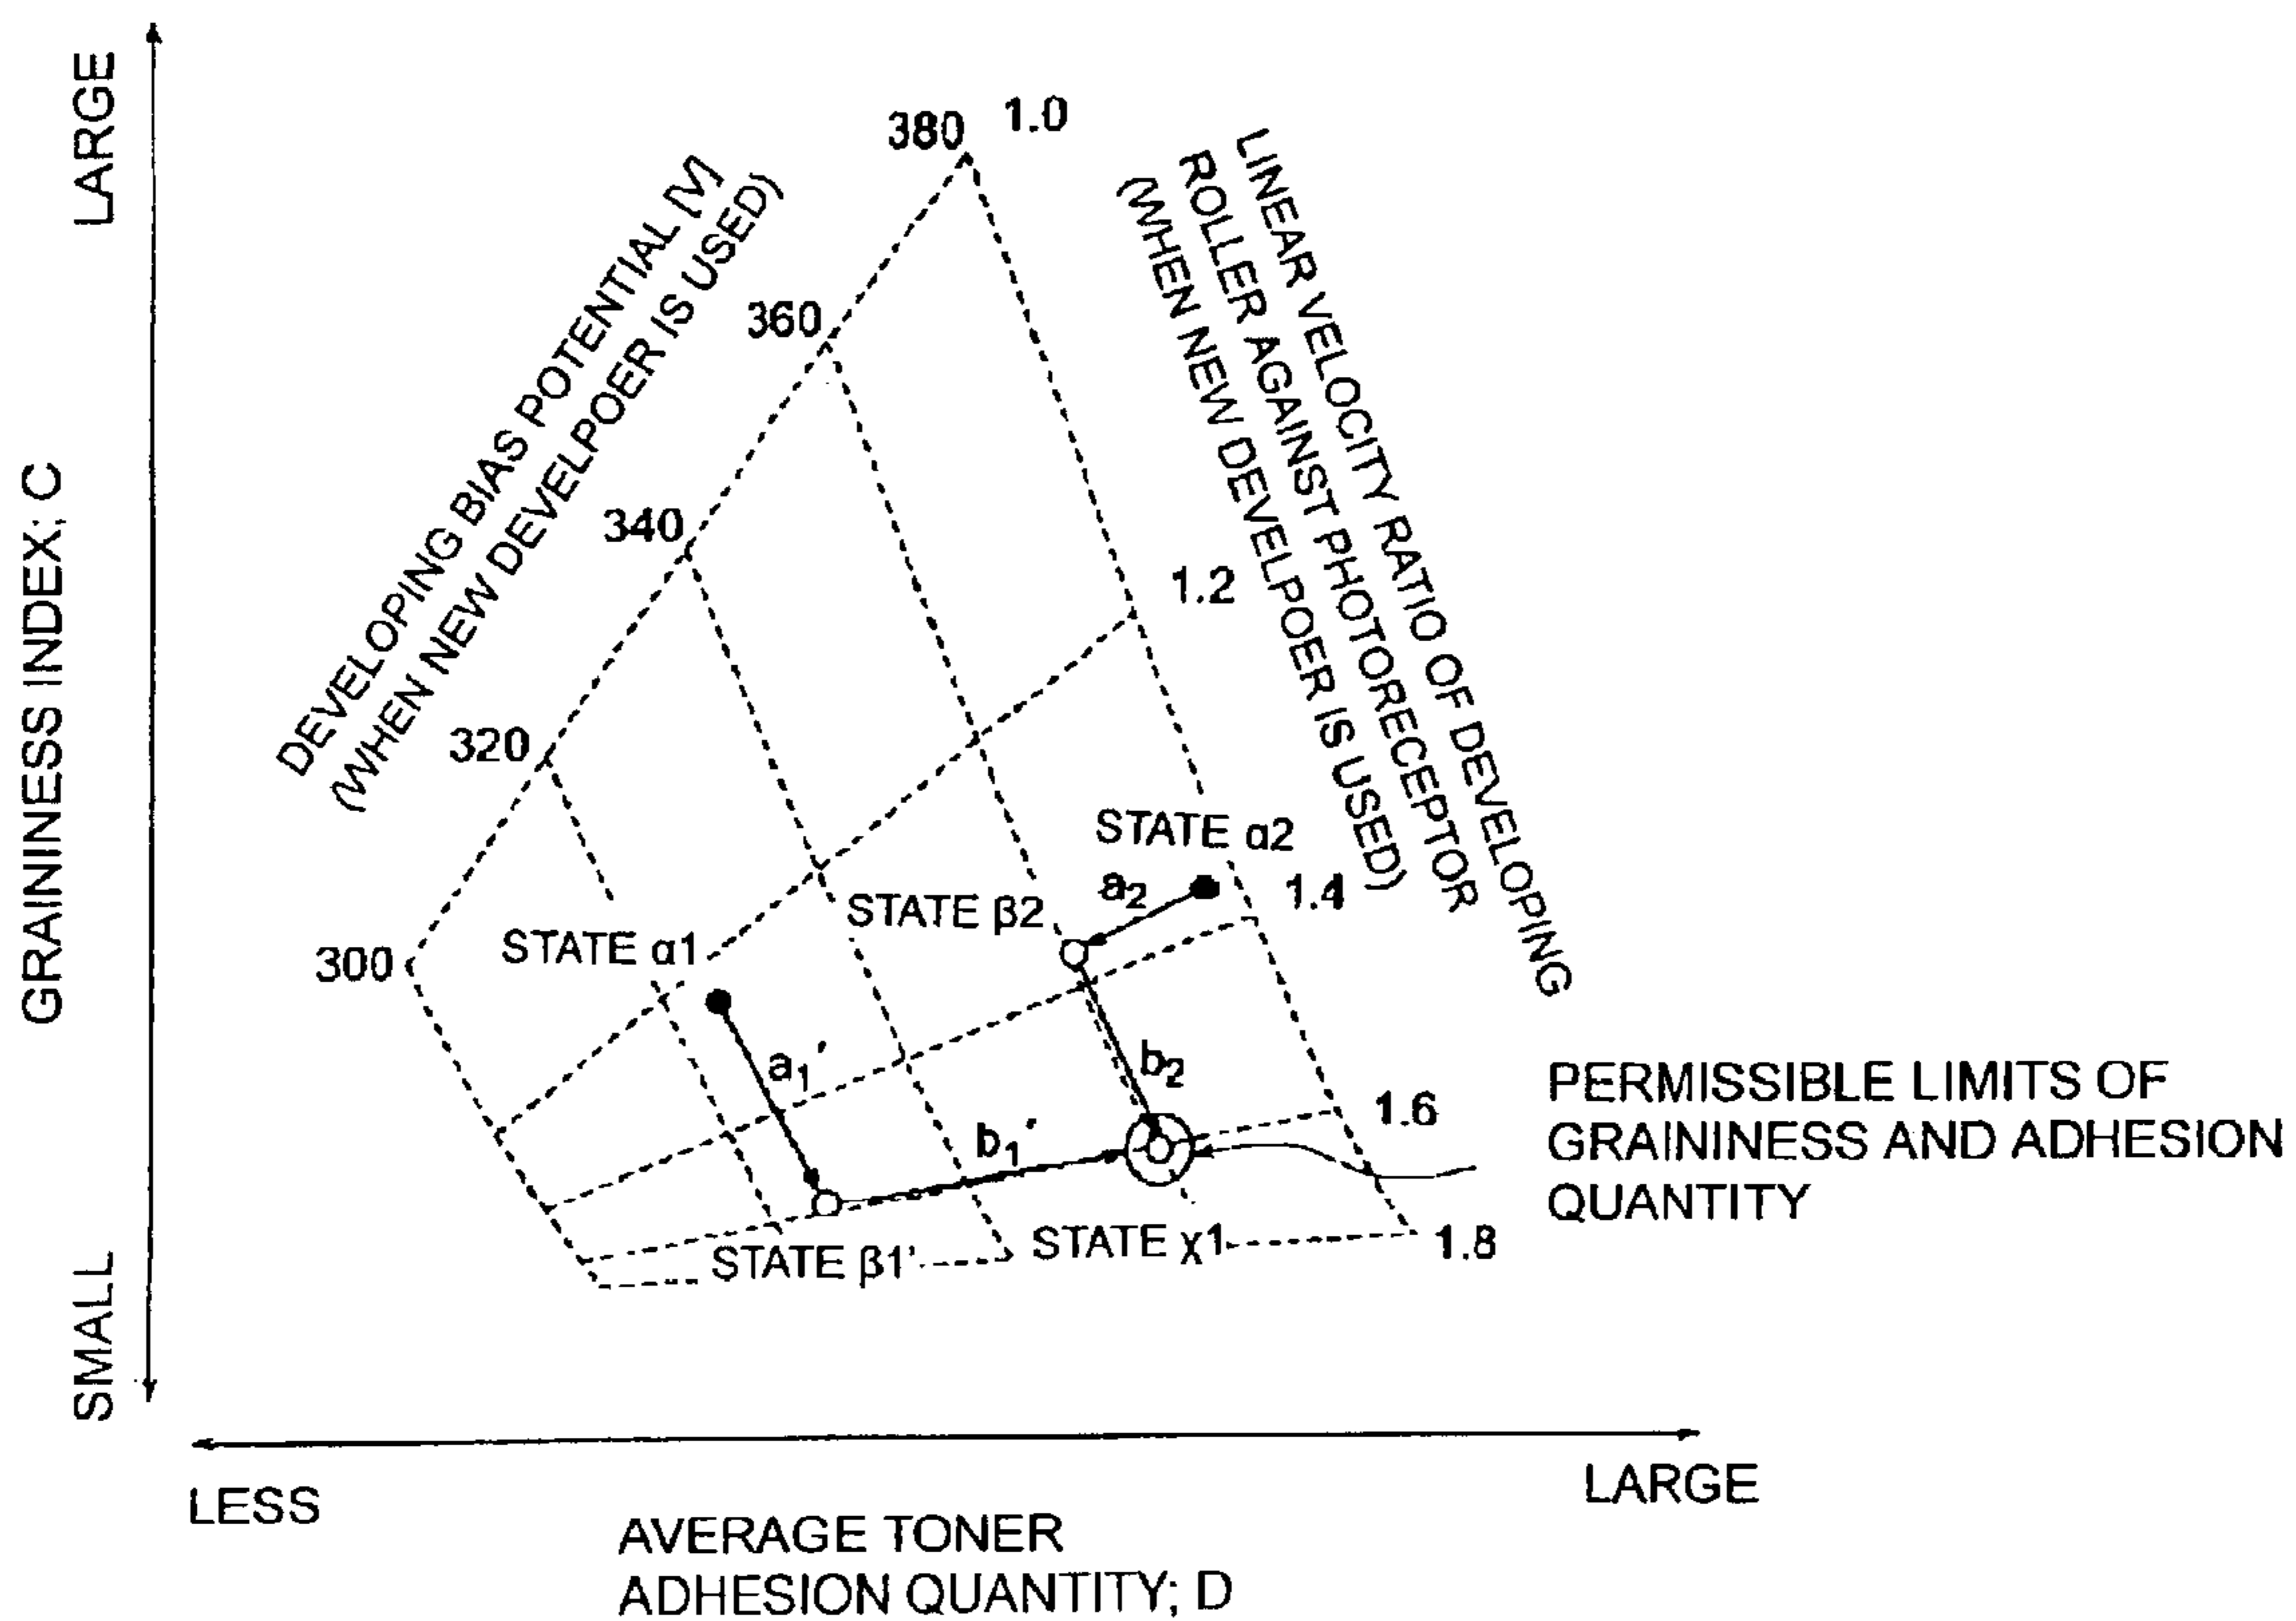 LARGE
GRAININESS INDEX; C
SMALL
DEVELOPING BIAS POTENTIAL [V]
(WHEN NEW DEVELPOER IS USED)
380
1.0
360
340
320
300
LINEAR VELOCITY RATIO OF DEVELOPING
ROLLER AGAINST PHOTORECEPTOR
(WHEN NEW DEVELPOER IS USED)
1.2
STATE α2
a2
1.4
STATE β2
STATE α1
a1'
b2
b1'
1.6
PERMISSIBLE LIMITS OF
GRAININESS AND ADHESION
QUANTITY
STATE β1'
STATE χ1
1.8
LESS
LARGE
AVERAGE TONER
ADHESION QUANTITY; D